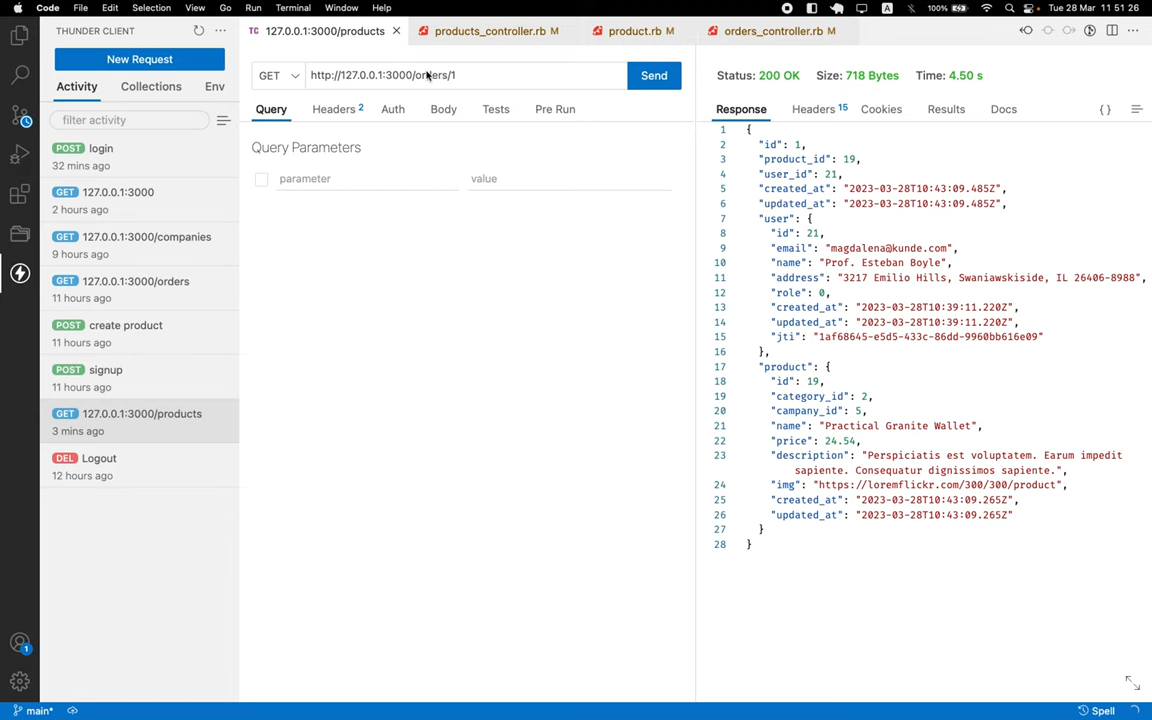 Code File Edit Selection View Go Run Terminal Window Help A 100% Tue 28 Mar 11 51 26
THUNDER CLIENT
New Request
Activity Collections Env
filter activity
POST login
32 mins ago
GET 127.0.0.1:3000
2 hours ago
GET 127.0.0.1:3000/companies
9 hours ago
GET 127.0.0.1:3000/orders
11 hours ago
POST create product
11 hours ago
POST signup
11 hours ago
GET 127.0.0.1:3000/products
3 mins ago
DEL Logout
12 hours ago
1
main*
TC 127.0.0.1:3000/products
products_controller.rb M
product.rb M
orders_controller.rb M
GET http://127.0.0.1:3000/orders/1 Send
Query Headers 2 Auth Body Tests Pre Run
Query Parameters
parameter value
Status: 200 OK Size: 718 Bytes Time: 4.50 s
Response Headers 15 Cookies Results Docs { }
1 {
2 "id": 1,
3 "product_id": 19,
4 "user_id": 21,
5 "created_at": "2023-03-28T10:43:09.485Z",
6 "updated_at": "2023-03-28T10:43:09.485Z",
7 "user": {
8 "id": 21,
9 "email": "magdalena@kunde.com",
10 "name": "Prof. Esteban Boyle",
11 "address": "3217 Emilio Hills, Swaniawskiside, IL 26406-8988",
12 "role": 0,
13 "created_at": "2023-03-28T10:39:11.220Z",
14 "updated_at": "2023-03-28T10:39:11.220Z",
15 "jti": "1af68645-e5d5-433c-86dd-9960bb616e09"
16 },
17 "product": {
18 "id": 19,
19 "category_id": 2,
20 "campany_id": 5,
21 "name": "Practical Granite Wallet",
22 "price": 24.54,
23 "description": "Perspiciatis est voluptatem. Earum impedit
sapiente. Consequatur dignissimos sapiente.",
24 "img": "https://loremflickr.com/300/300/product",
25 "created_at": "2023-03-28T10:43:09.265Z",
26 "updated_at": "2023-03-28T10:43:09.265Z"
27 }
28 }
Spell